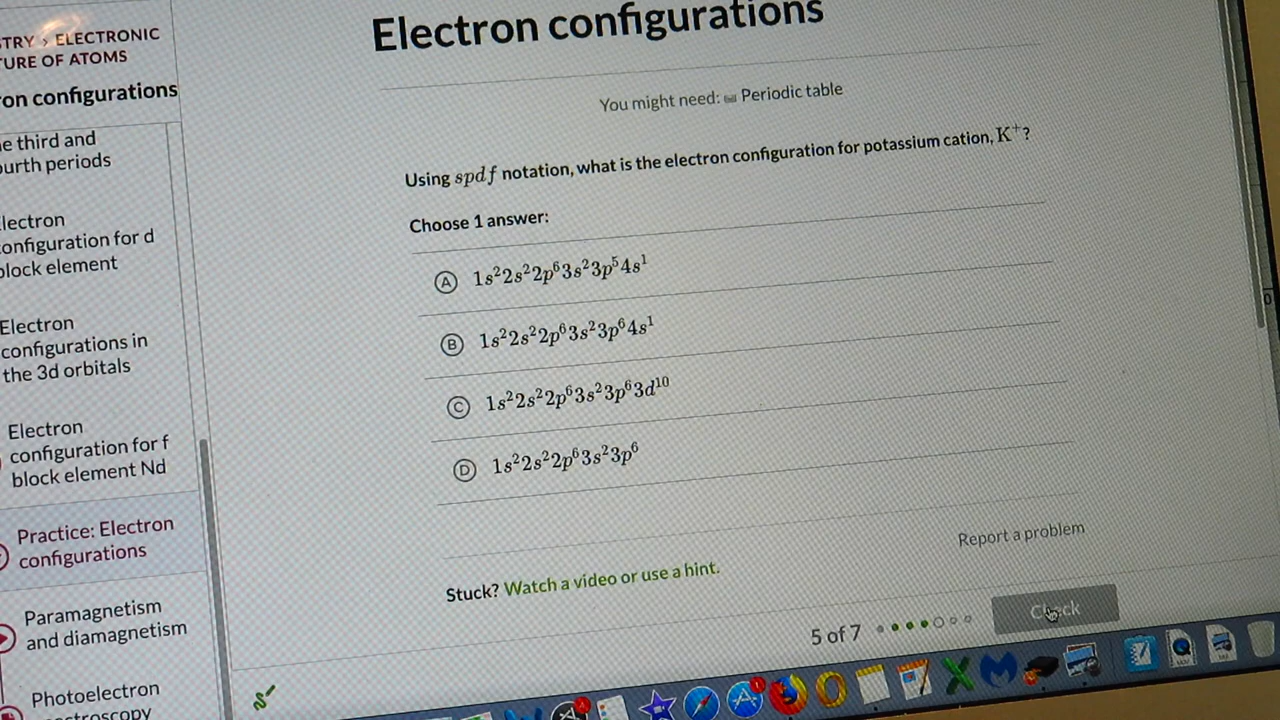 TRY > ELECTRONIC
URE OF ATOMS
on configurations
e third and
urth periods
lectron
onfiguration for d
block element
Electron
configurations in
the 3d orbitals
Electron
configuration for f
block element Nd
Practice: Electron
configurations
Paramagnetism
and diamagnetism
Photoelectron
Electron configurations
You might need: Periodic table
Using spdf notation, what is the electron configuration for potassium cation, K⁺?
Choose 1 answer:
A 1s²2s²2p⁶3s²3p⁵4s¹
B 1s²2s²2p⁶3s²3p⁶4s¹
C 1s²2s²2p⁶3s²3p⁶3d¹⁰
D 1s²2s²2p⁶3s²3p⁶
Report a problem
Stuck? Watch a video or use a hint.
5 of 7
Check